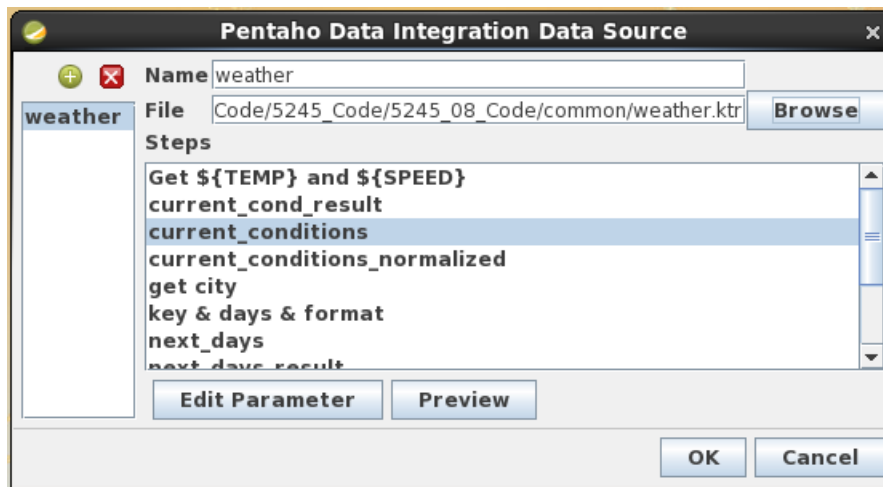 Pentaho Data Integration Data Source
Name weather
weather
File Code/5245_Code/5245_08_Code/common/weather.ktr Browse
Steps
Get ${TEMP} and ${SPEED}
current_cond_result
current_conditions
current_conditions_normalized
get city
key & days & format
next_days
next_days_result
Edit Parameter Preview
OK Cancel